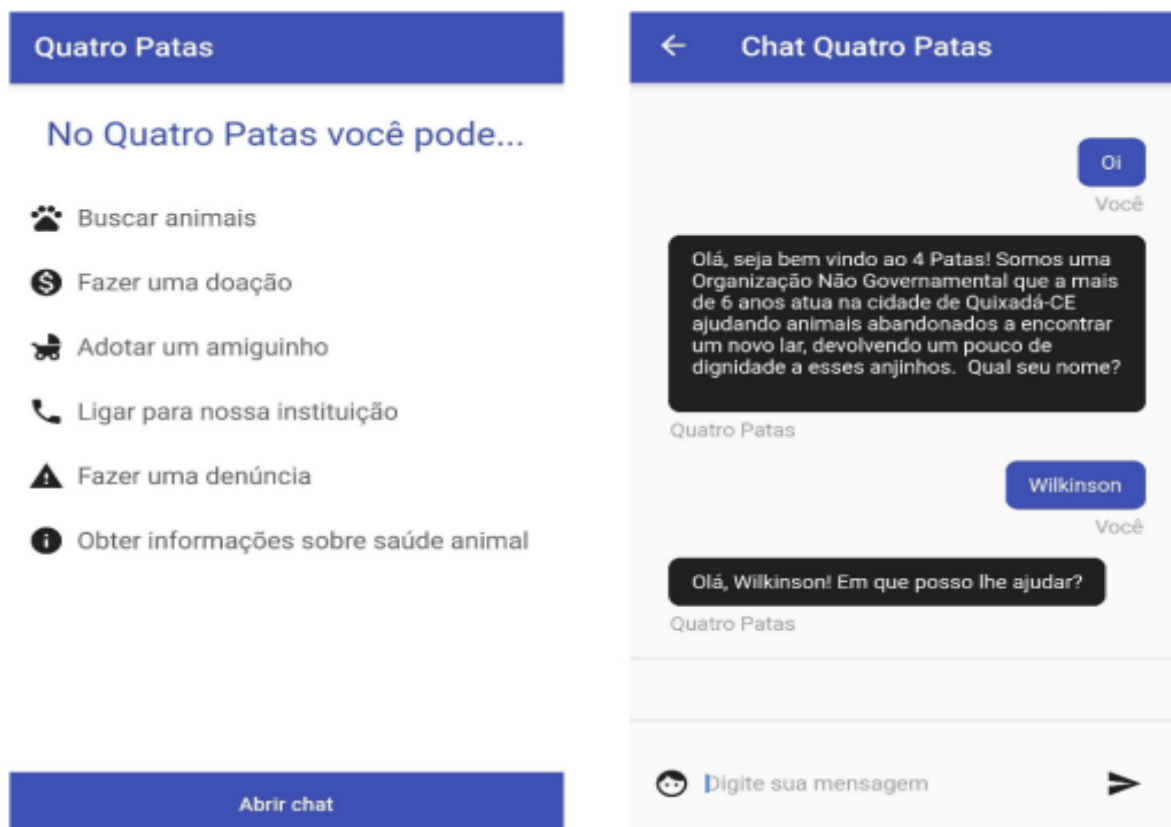 Quatro Patas
No Quatro Patas você pode...
Buscar animais
Fazer uma doação
Adotar um amiguinho
Ligar para nossa instituição
Fazer uma denúncia
Obter informações sobre saúde animal
Abrir chat
Chat Quatro Patas
Oi
Você
Olá, seja bem vindo ao 4 Patas! Somos uma
Organização Não Governamental que a mais
de 6 anos atua na cidade de Quixadá-CE
ajudando animais abandonados a encontrar
um novo lar, devolvendo um pouco de
dignidade a esses anjinhos. Qual seu nome?
Quatro Patas
Wilkinson
Você
Olá, Wilkinson! Em que posso lhe ajudar?
Quatro Patas
Digite sua mensagem